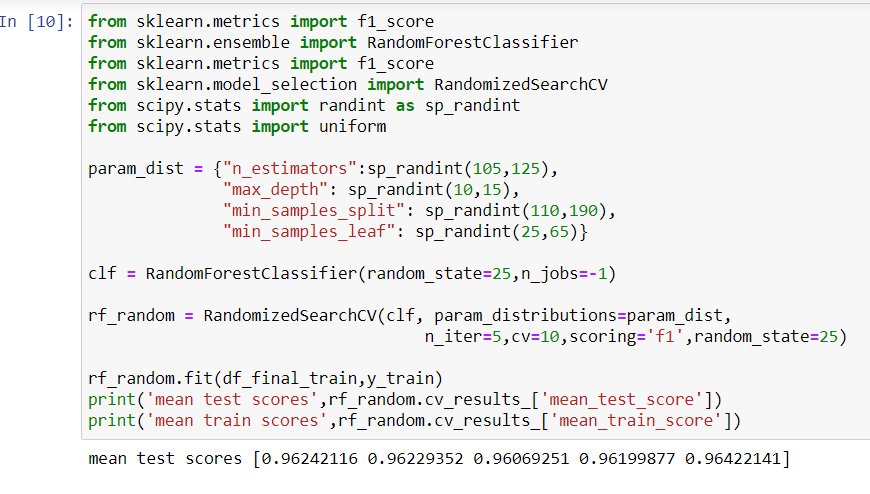 In [10]: from sklearn.metrics import f1_score
from sklearn.ensemble import RandomForestClassifier
from sklearn.metrics import f1_score
from sklearn.model_selection import RandomizedSearchCV
from scipy.stats import randint as sp_randint
from scipy.stats import uniform
param_dist = {"n_estimators":sp_randint(105,125),
"max_depth": sp_randint(10,15),
"min_samples_split": sp_randint(110,190),
"min_samples_leaf": sp_randint(25,65)}
clf = RandomForestClassifier(random_state=25,n_jobs=-1)
rf_random = RandomizedSearchCV(clf, param_distributions=param_dist,
n_iter=5,cv=10,scoring='f1',random_state=25)
rf_random.fit(df_final_train,y_train)
print('mean test scores',rf_random.cv_results_['mean_test_score'])
print('mean train scores',rf_random.cv_results_['mean_train_score'])
mean test scores [0.96242116 0.96229352 0.96069251 0.96199877 0.96422141]